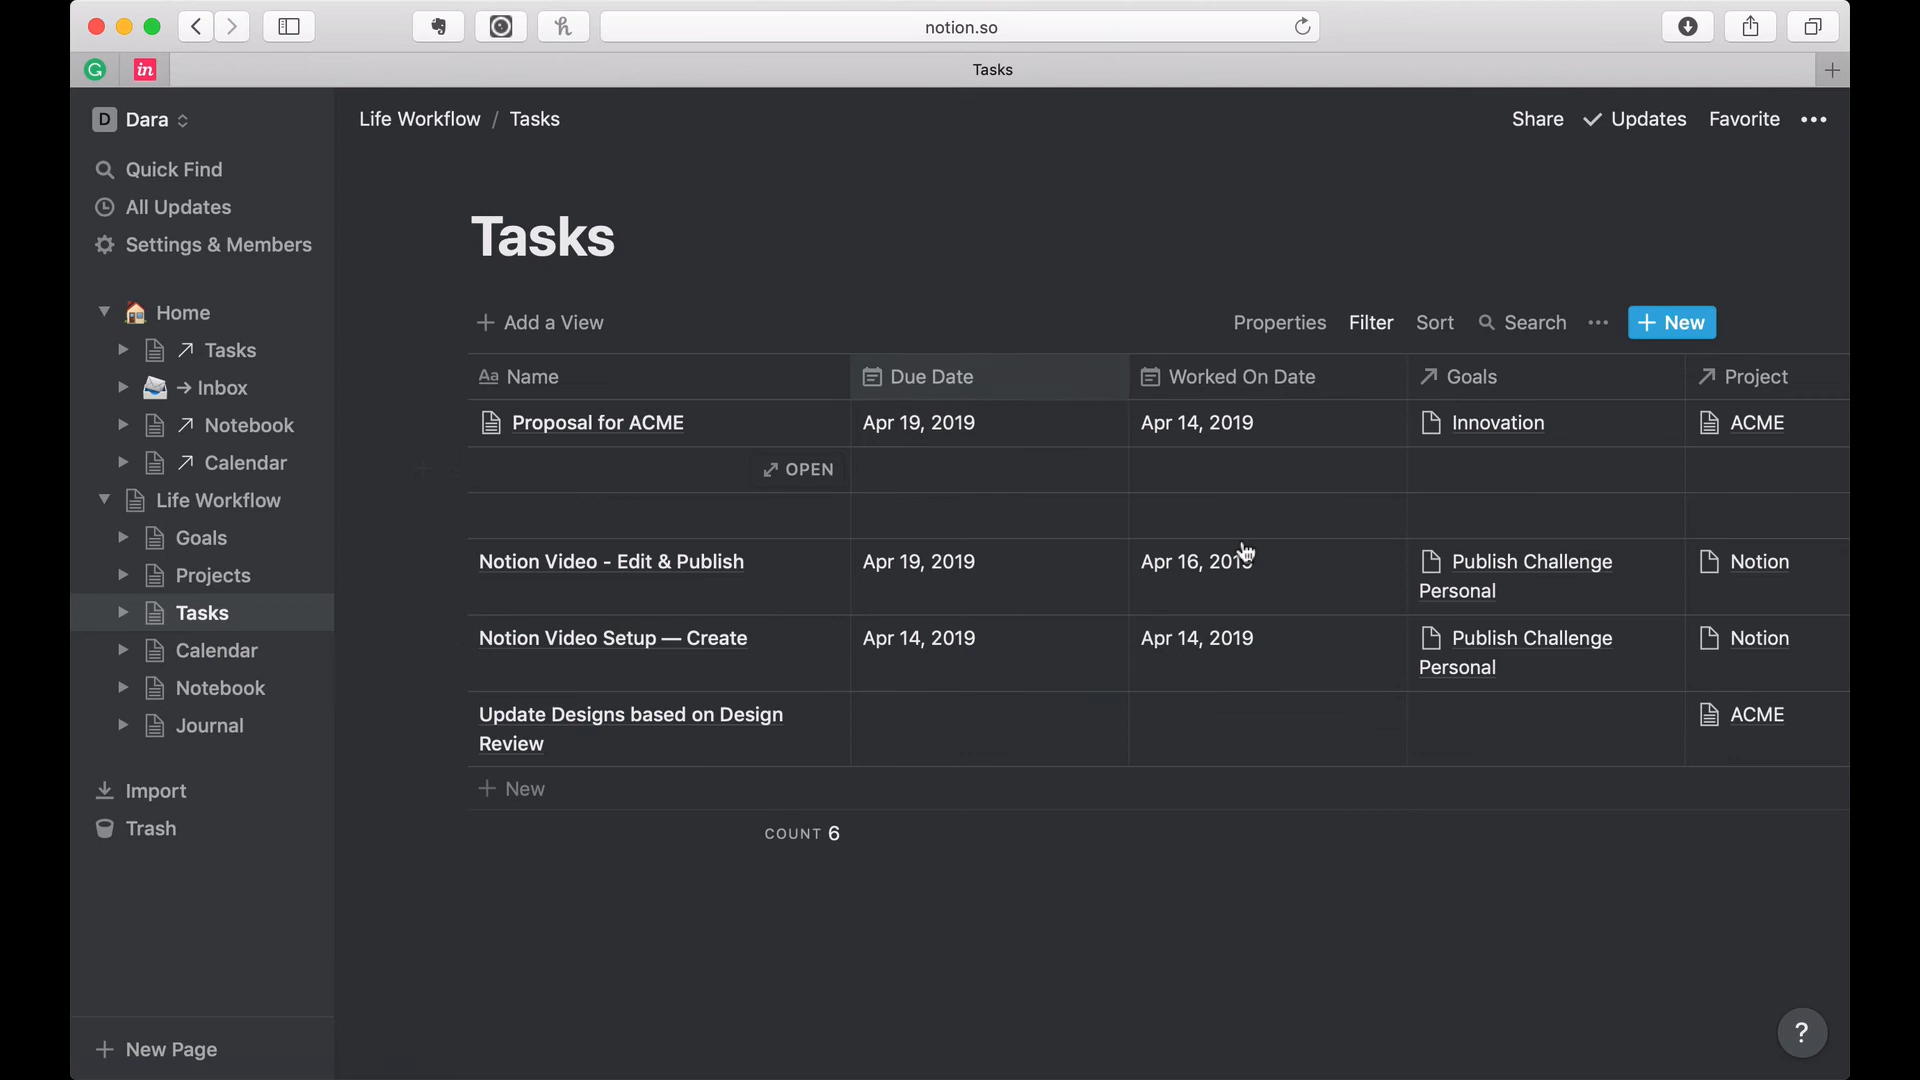 notion.so
G
in
Tasks
D Dara
Life Workflow / Tasks
Share Updates Favorite
Quick Find
All Updates
Settings & Members
Home
Tasks
Inbox
Notebook
Calendar
Life Workflow
Goals
Projects
Tasks
Calendar
Notebook
Journal
Import
Trash
New Page
Tasks
Add a View
Properties Filter Sort Search New
Aa Name Due Date Worked On Date Goals Project
Proposal for ACME Apr 19, 2019 Apr 14, 2019 Innovation ACME
OPEN
Notion Video - Edit & Publish Apr 19, 2019 Apr 16, 2019 Publish Challenge Notion
Personal
Notion Video Setup — Create Apr 14, 2019 Apr 14, 2019 Publish Challenge Notion
Personal
Update Designs based on Design ACME
Review
New
COUNT 6
?